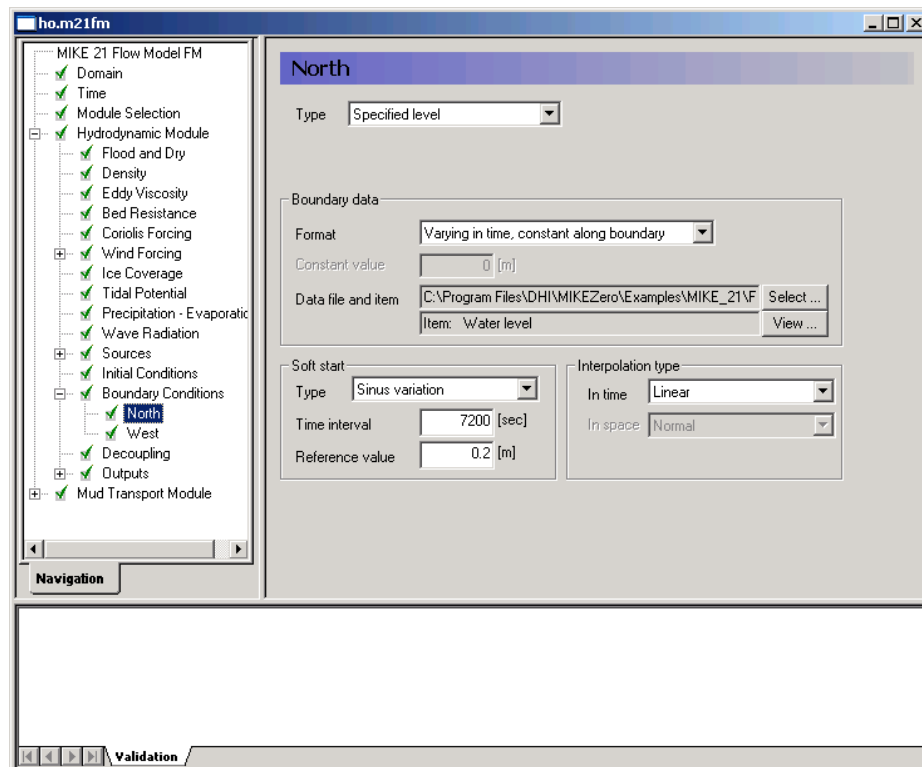 ho.m21fm
MIKE 21 Flow Model FM
Domain
Time
Module Selection
Hydrodynamic Module
Flood and Dry
Density
Eddy Viscosity
Bed Resistance
Coriolis Forcing
Wind Forcing
Ice Coverage
Tidal Potential
Precipitation - Evaporatic
Wave Radiation
Sources
Initial Conditions
Boundary Conditions
North
West
Decoupling
Outputs
Mud Transport Module
Navigation
North
Type Specified level
Boundary data
Format Varying in time, constant along boundary
Constant value 0 [m]
Data file and item C:\Program Files\DHI\MIKEZero\Examples\MIKE_21\F Select ...
Item: Water level View ...
Soft start
Type Sinus variation
Time interval 7200 [sec]
Reference value 0.2 [m]
Interpolation type
In time Linear
In space Normal
Validation